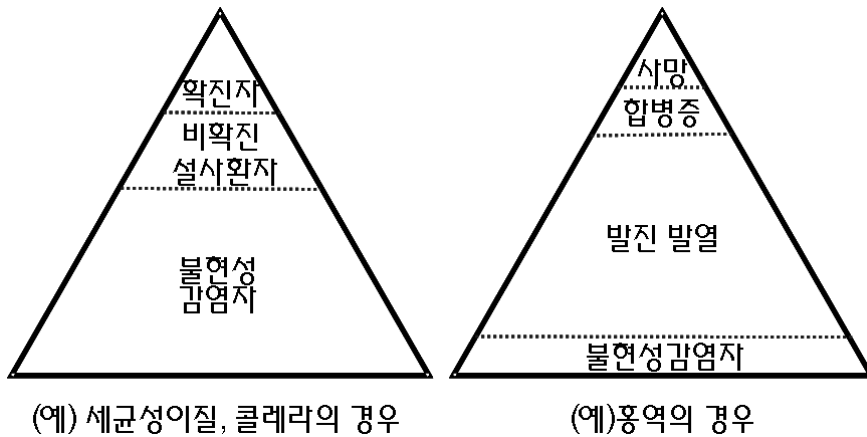 확진자
비확진
설사환자
불현성
감염자
(예) 세균성이질, 콜레라의 경우
사망
합병증
발진 발열
불현성감염자
(예)홍역의 경우